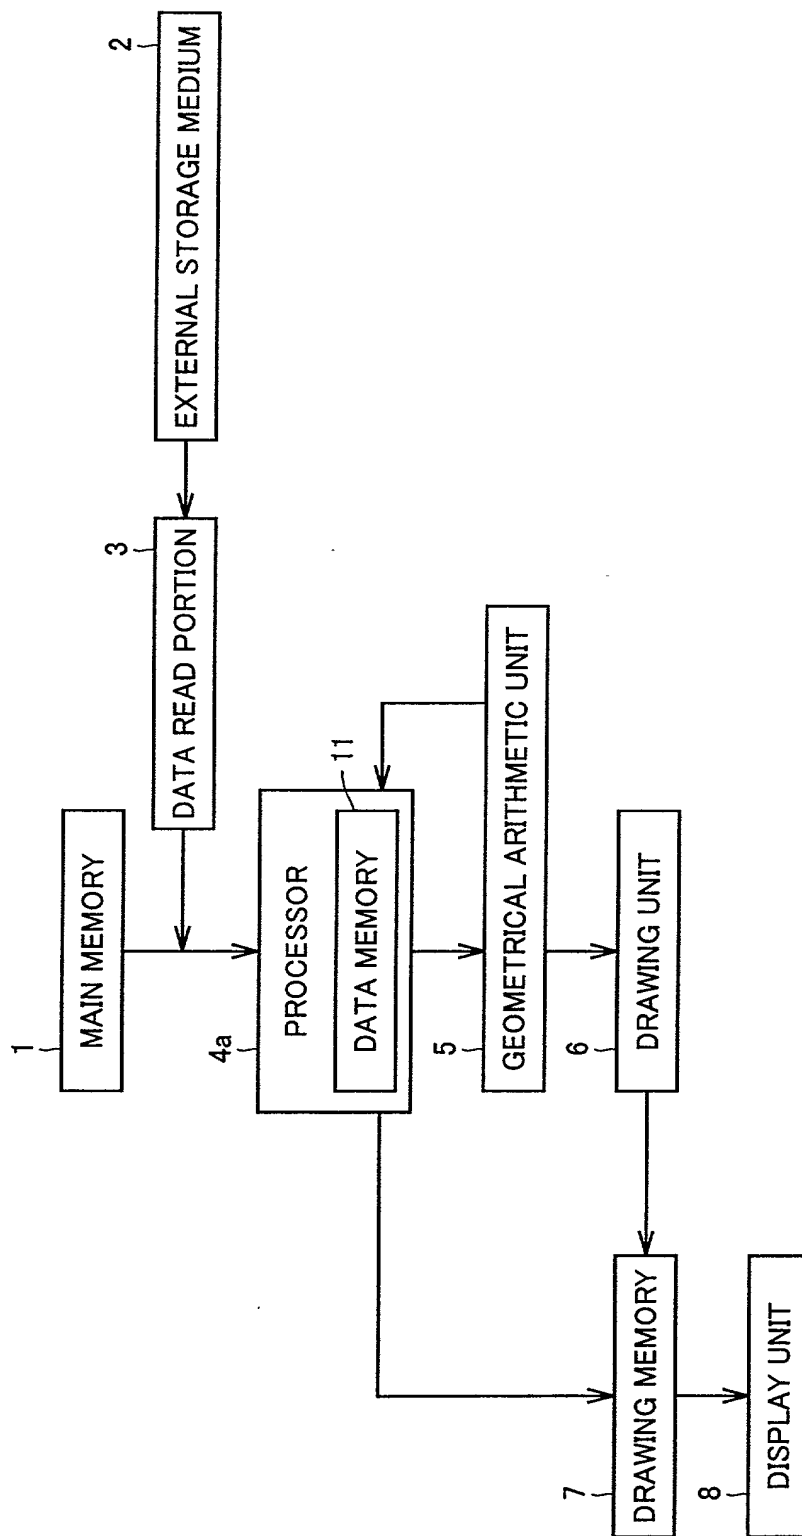 1
MAIN MEMORY
2
EXTERNAL STORAGE MEDIUM
3
DATA READ PORTION
4a
PROCESSOR
11
DATA MEMORY
5
GEOMETRICAL ARITHMETIC UNIT
6
DRAWING UNIT
7
DRAWING MEMORY
8
DISPLAY UNIT